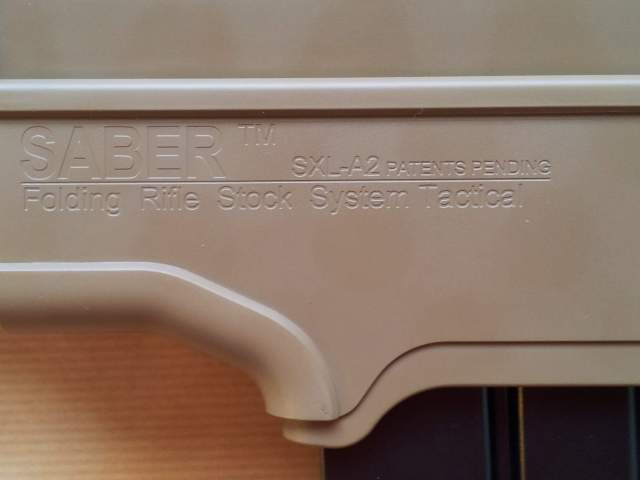 SABER™ SXL-A2 PATENTS PENDING
Folding Rifle Stock System Tactical